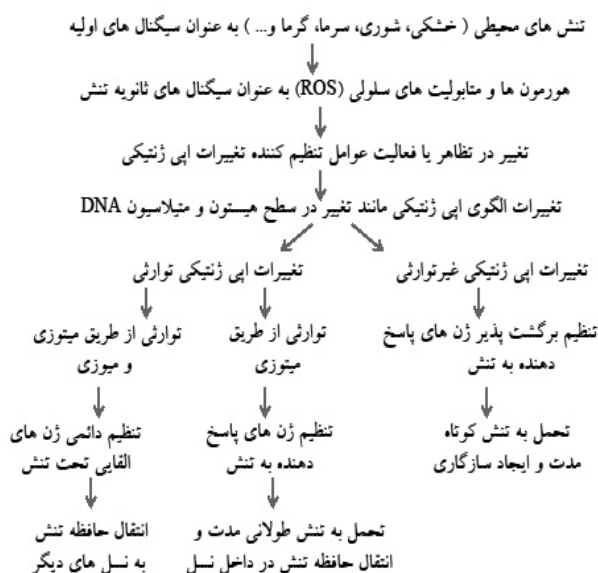 تنش های محیطی ( خشکی، شوری، سرما، گرما و... ) به عنوان سیگنال های اولیه
هورمون ها و متابولیت های سلولی (ROS) به عنوان سیگنال های ثانویه تنش
تغییر در تظاهر یا فعالیت عوامل تنظیم کننده تغییرات اپی ژنتیکی
تغییرات الگوی اپی ژنتیکی مانند تغییر در سطح هیستون و متیلاسیون DNA
تغییرات اپی ژنتیکی غیرتوارثی
تغییرات اپی ژنتیکی توارثی
تنظیم برگشت پذیر ژن های پاسخ
دهنده به تنش
توارثی از طریق
میتوزی
توارثی از طریق میتوزی
و میوزی
تحمل به تنش کوتاه
مدت و ایجاد سازگاری
تنظیم ژن های پاسخ
دهنده به تنش
تنظیم دائمی ژن های
القایی تحت تنش
تحمل به تنش طولانی مدت و
انتقال حافظه تنش در داخل نسل
انتقال حافظه تنش
به نسل های دیگر